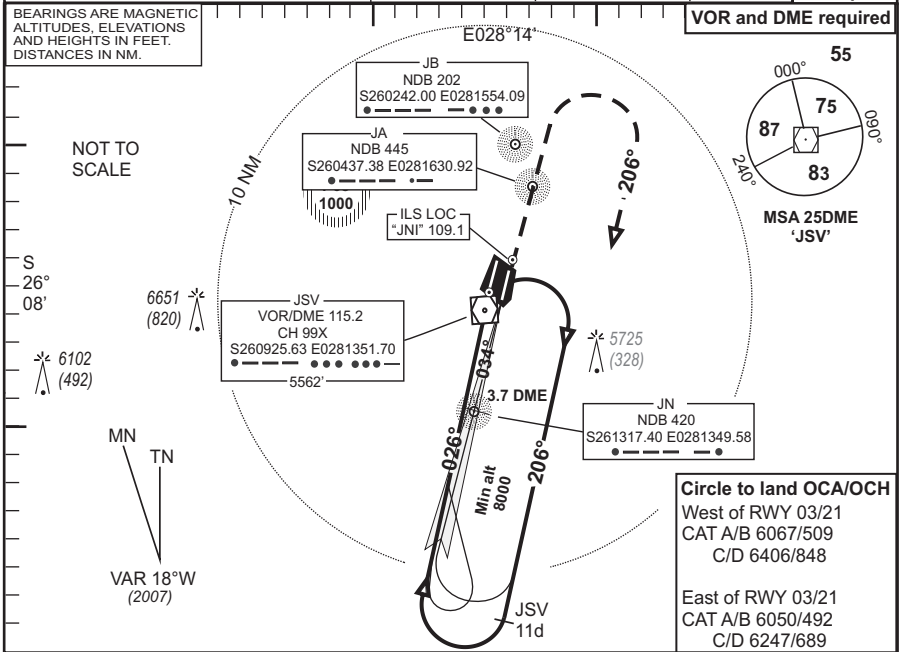 BEARINGS ARE MAGNETIC
ALTITUDES, ELEVATIONS
AND HEIGHTS IN FEET.
DISTANCES IN NM.
VOR and DME required
E028°14'
55
JB
NDB 202
S260242.00 E0281554.09
000°
75
87
090°
240°
83
MSA 25DME
'JSV'
NOT TO
SCALE
JA
NDB 445
S260437.38 E0281630.92
206°
10 NM
1000
ILS LOC
"JNI" 109.1
S
26°
08'
6651
(820)
JSV
VOR/DME 115.2
CH 99X
S260925.63 E0281351.70
5562'
6102
(492)
5725
(328)
034°
3.7 DME
JN
NDB 420
S261317.40 E0281349.58
026°
206°
Min alt
8000
MN
TN
VAR 18°W
(2007)
JSV
11d
Circle to land OCA/OCH
West of RWY 03/21
CAT A/B 6067/509
C/D 6406/848
East of RWY 03/21
CAT A/B 6050/492
C/D 6247/689